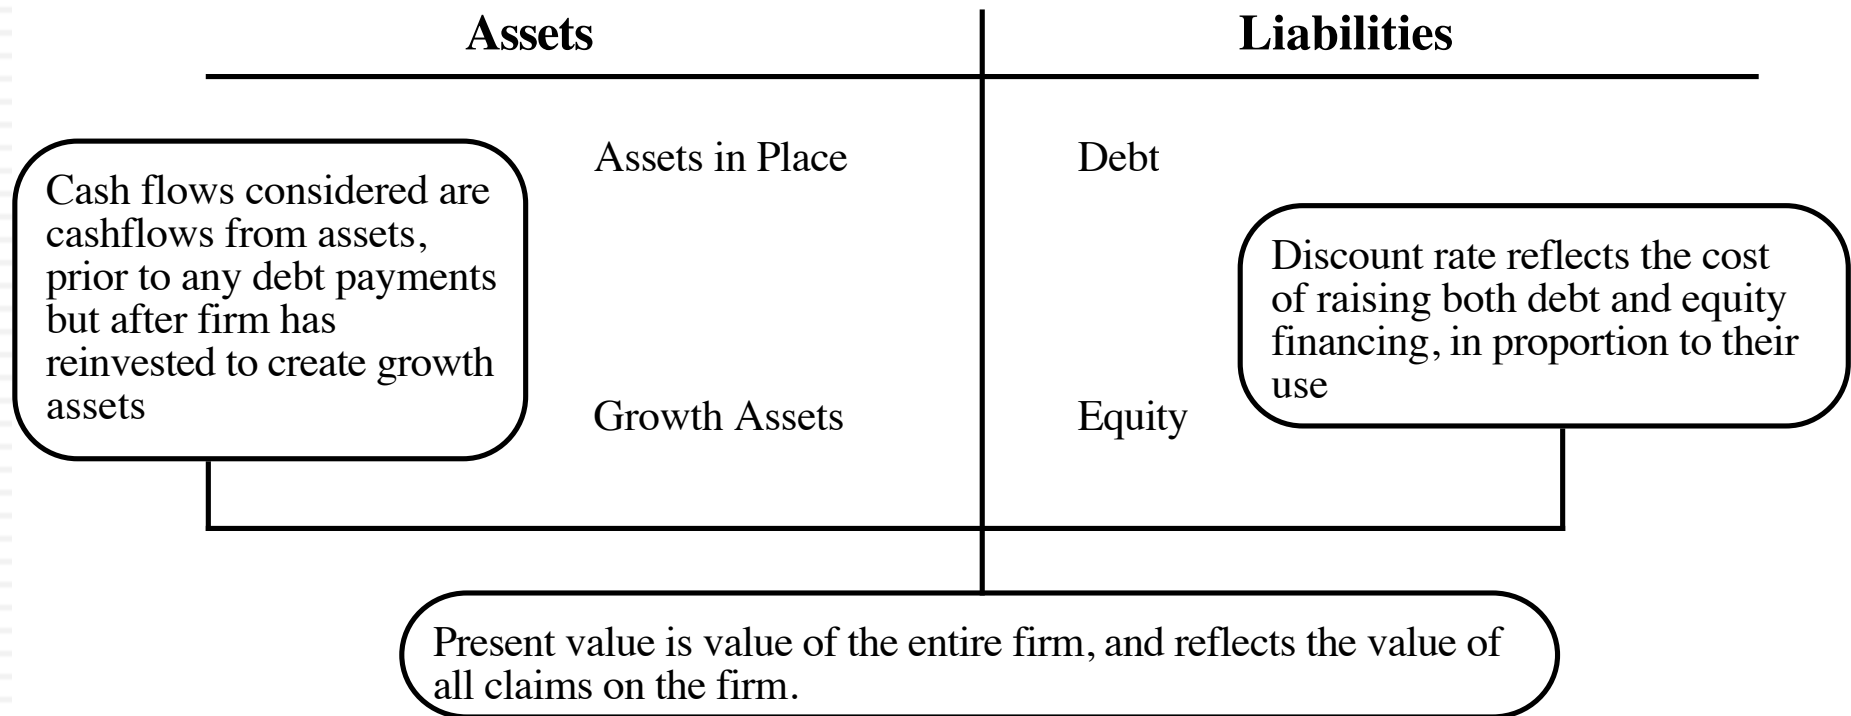 Assets
Liabilities
Assets in Place
Debt
Cash flows considered are
cashflows from assets,
prior to any debt payments
but after firm has
reinvested to create growth
assets
Discount rate reflects the cost
of raising both debt and equity
financing, in proportion to their
use
Growth Assets
Equity
Present value is value of the entire firm, and reflects the value of
all claims on the firm.